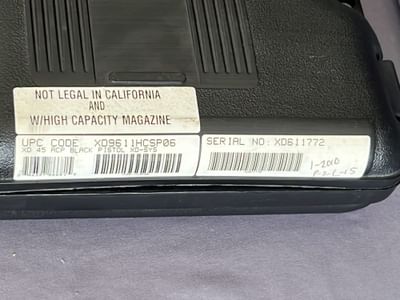 NOT LEGAL IN CALIFORNIA
AND
W/HIGH CAPACITY MAGAZINE
UPC CODE XD9611HCSP06
XD .45 ACP BLACK PISTOL XD-SYS
SERIAL NO: XD611772